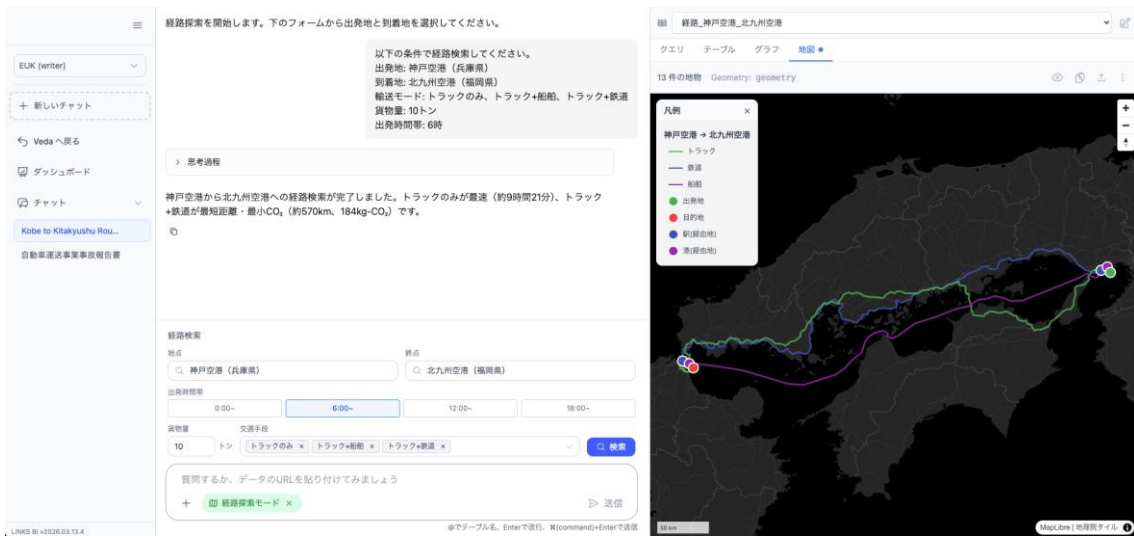 EUK (writer)
+ 新しいチャット
Veda へ戻る
ダッシュボード
チャット
Kobe to Kitakyushu Rou...
自動車運送事業事故報告書
LINKS BI v2026.03.13.4
経路探索を開始します。下のフォームから出発地と到着地を選択してください。
以下の条件で経路検索してください。
出発地: 神戸空港（兵庫県）
到着地: 北九州空港（福岡県）
輸送モード: トラックのみ、トラック+船舶、トラック+鉄道
貨物量: 10トン
出発時間帯: 6時
> 思考過程
神戸空港から北九州空港への経路検索が完了しました。トラックのみが最速（約9時間21分）、トラック
+鉄道が最短距離・最小CO₂（約570km、184kg-CO₂）です。
経路検索
始点
終点
神戸空港（兵庫県）
北九州空港（福岡県）
出発時間帯
0:00~
6:00~
12:00~
18:00~
貨物量
交通手段
10
トン
トラックのみ ×
トラック+船舶 ×
トラック+鉄道 ×
検索
質問するか、データのURLを貼り付けてみましょう
+
経路探索モード ×
送信
@でテーブル名、Enterで改行、⌘(command)+Enterで送信
経路_神戸空港_北九州空港
クエリ
テーブル
グラフ
地図
13 件の地物 Geometry: geometry
凡例 ×
神戸空港 → 北九州空港
トラック
鉄道
船舶
出発地
目的地
駅(経由地)
港(経由地)
50 km
MapLibre | 地理院タイル